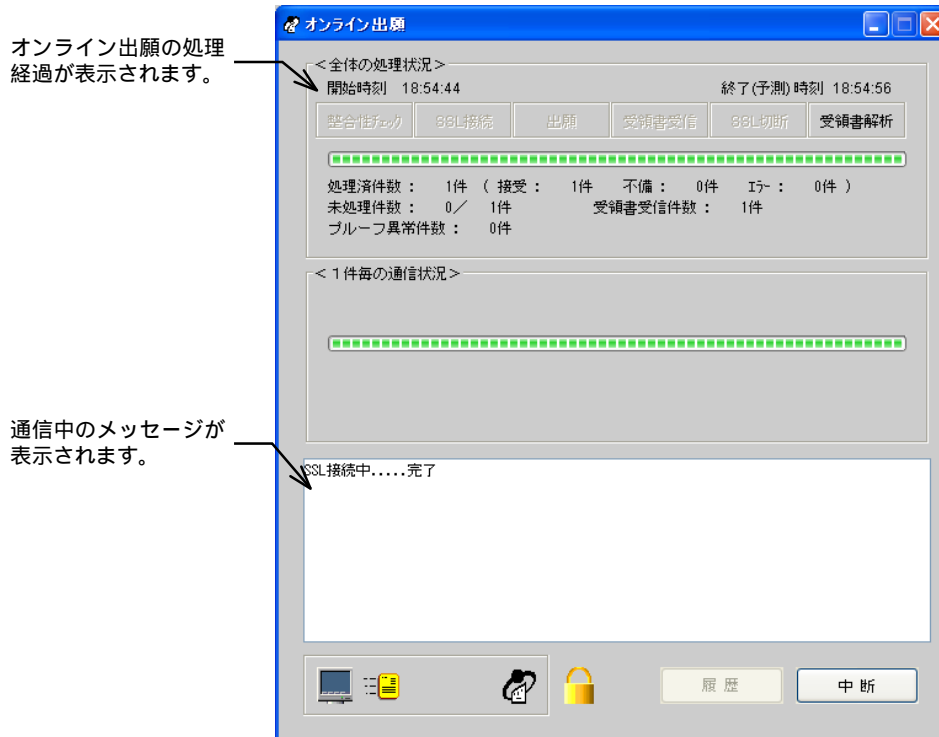 オンライン出願
オンライン出願の処理
経過が表示されます。
<全体の処理状況>
開始時刻 18:54:44
終了(予測)時刻 18:54:56
整合性ﾁｪｯｸ SSL接続 出願 受領書受信 SSL切断 受領書解析
処理済件数： 1件 ( 接受： 1件 不備： 0件 ｴﾗｰ： 0件 )
未処理件数： 0／ 1件 受領書受信件数： 1件
プルーフ異常件数： 0件
<１件毎の通信状況>
通信中のメッセージが
表示されます。
SSL接続中.....完了
履歴
中断